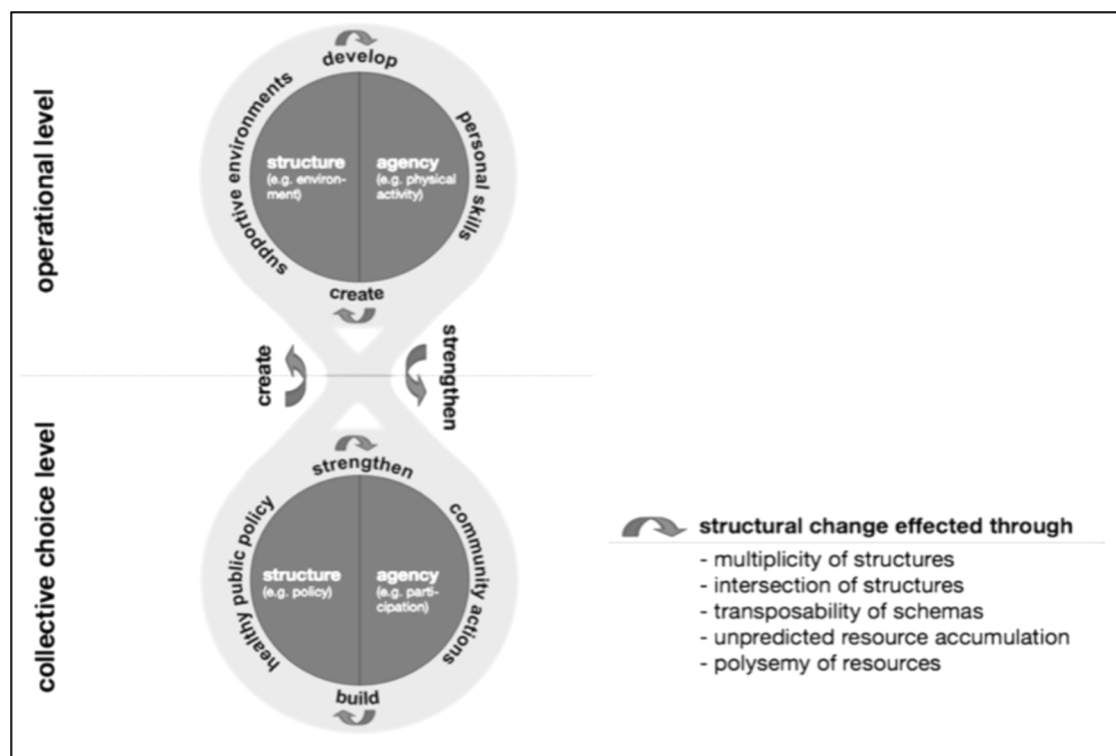 operational level
develop
supportive environments
personal skills
structure
(e.g. environ-
ment)
agency
(e.g. physical
activity)
create
create
strengthen
collective choice level
strengthen
healthy public policy
community actions
structure
(e.g. policy)
agency
(e.g. parti-
cipation)
build
structural change effected through
- multiplicity of structures
- intersection of structures
- transposability of schemas
- unpredicted resource accumulation
- polysemy of resources